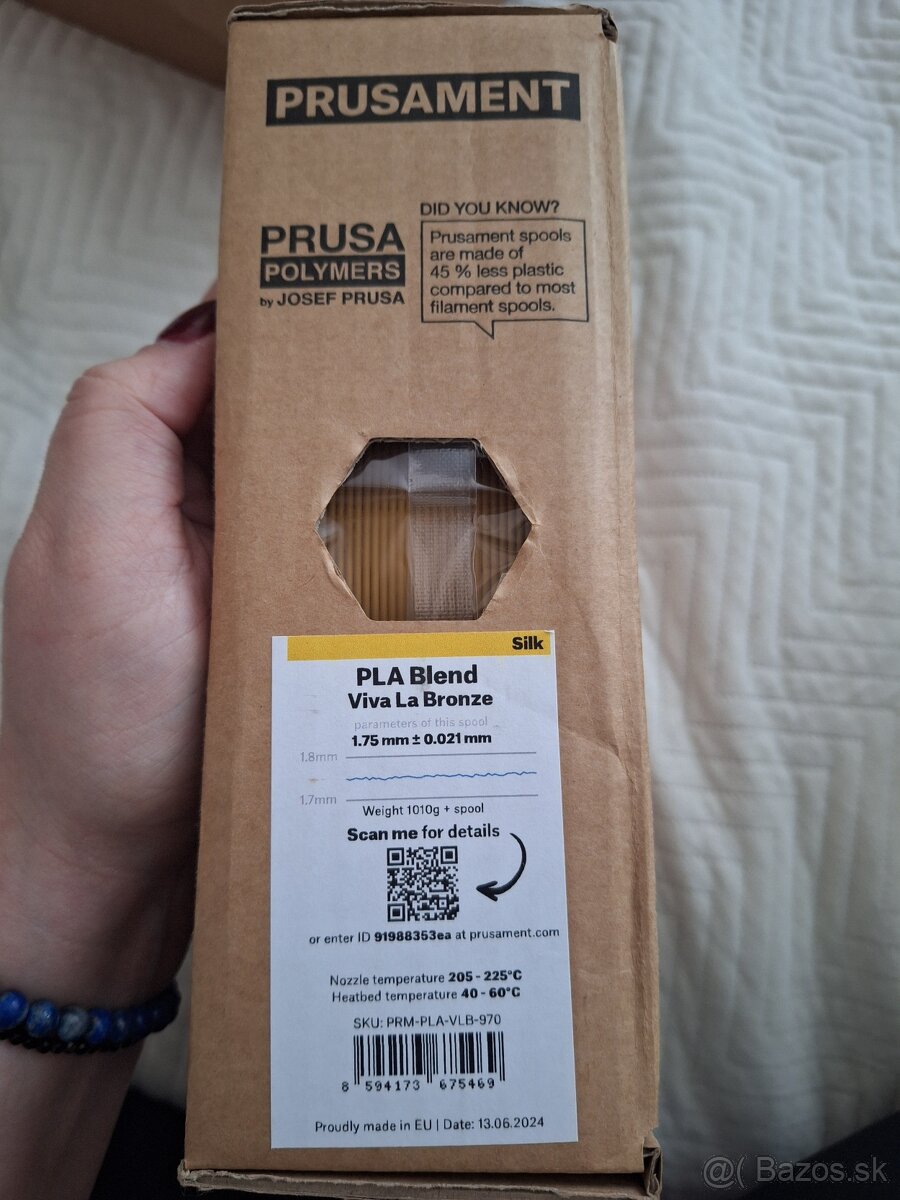 PRUSAMENT
PRUSA
POLYMERS
by JOSEF PRUSA
DID YOU KNOW?
Prusament spools
are made of
45 % less plastic
compared to most
filament spools.
Silk
PLA Blend
Viva La Bronze
parameters of this spool
1.75 mm ± 0.021 mm
1.8mm
1.7mm
Weight 1010g + spool
Scan me for details
or enter ID 91988353ea at prusament.com
Nozzle temperature 205 - 225°C
Heatbed temperature 40 - 60°C
SKU: PRM-PLA-VLB-970
8 594173 675469
Proudly made in EU | Date: 13.06.2024
@( Bazos.sk